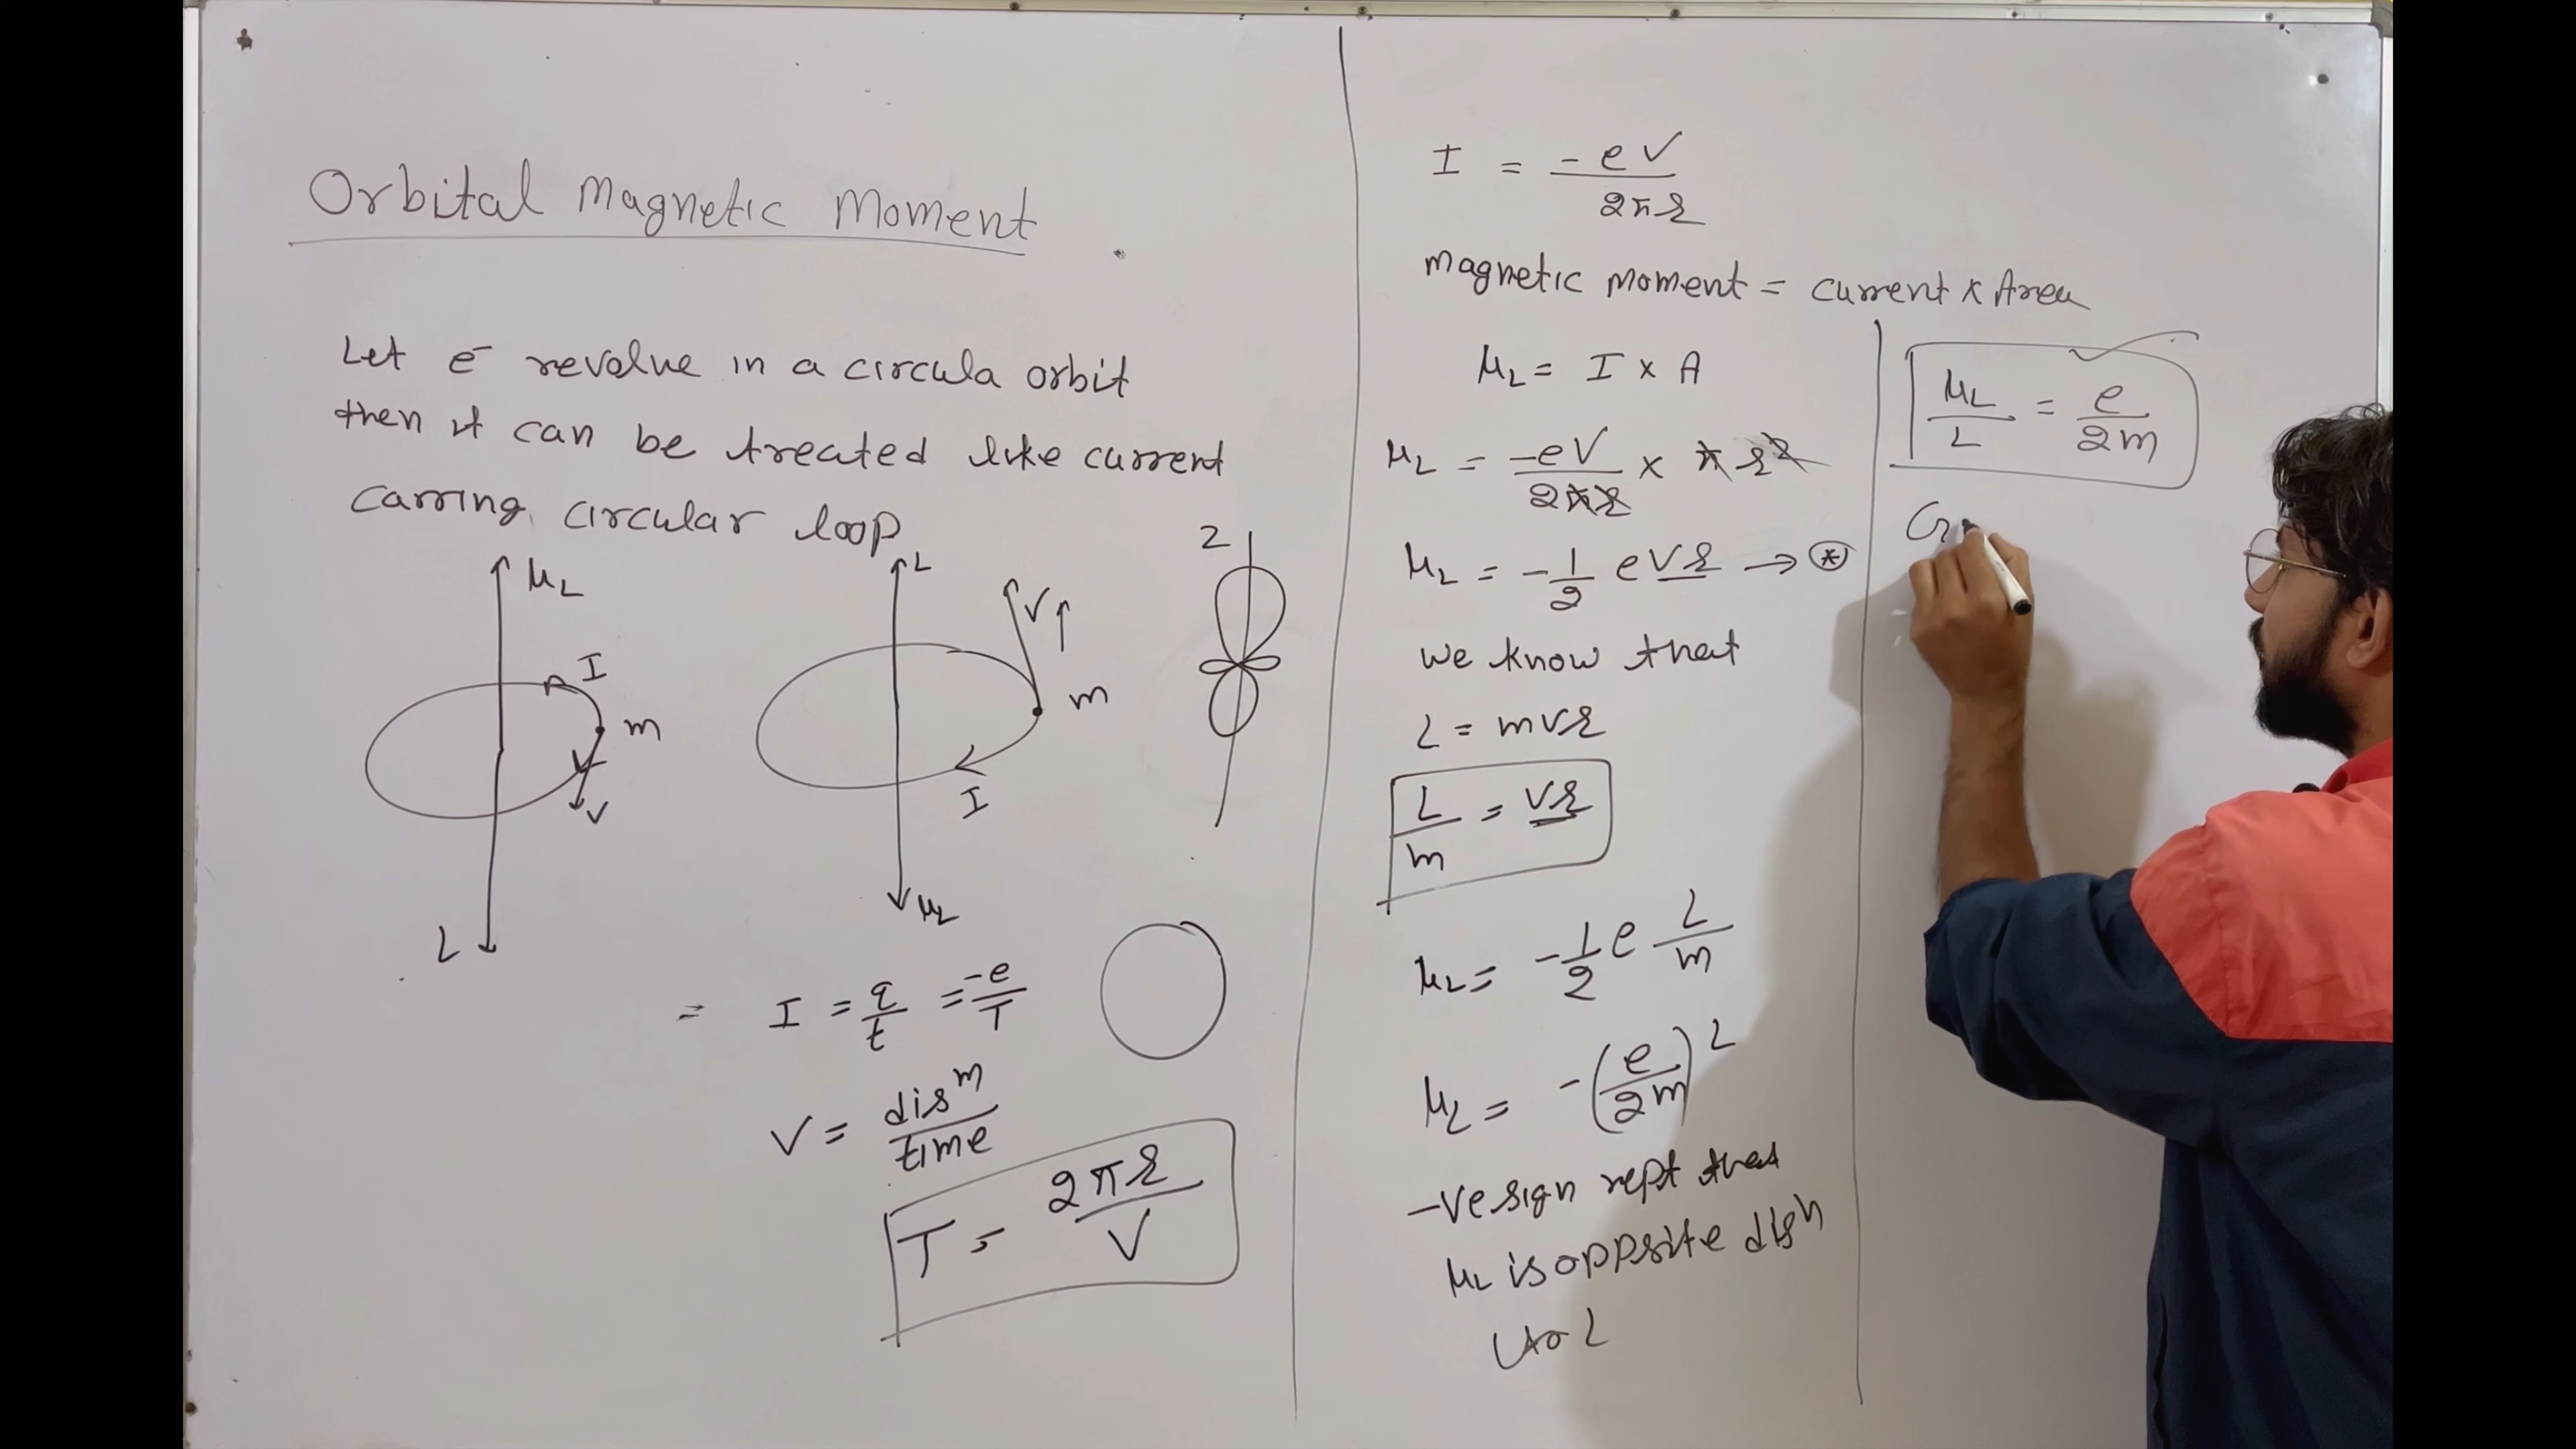 Orbital Magnetic Moment
Let e⁻ revolve in a circula orbit
then it can be treated like current
carring circular loop
μL
I
m
V
L
L
V↑
m
I
μL
Z
= I = q/t = -e/T
V = disⁿ/time
T = 2πr/V
I = -eV/2πr
Magnetic Moment = current x Area
μL = I x A
μL = -eV/2πr x πr²
μL = -1/2 eVr → *
we know that
L = mVr
L/m = Vr
μL = -1/2 e L/m
μL = -(e/2m) L
-Ve sign rept that
μL is opposite disⁿ
to L
μL/L = e/2m